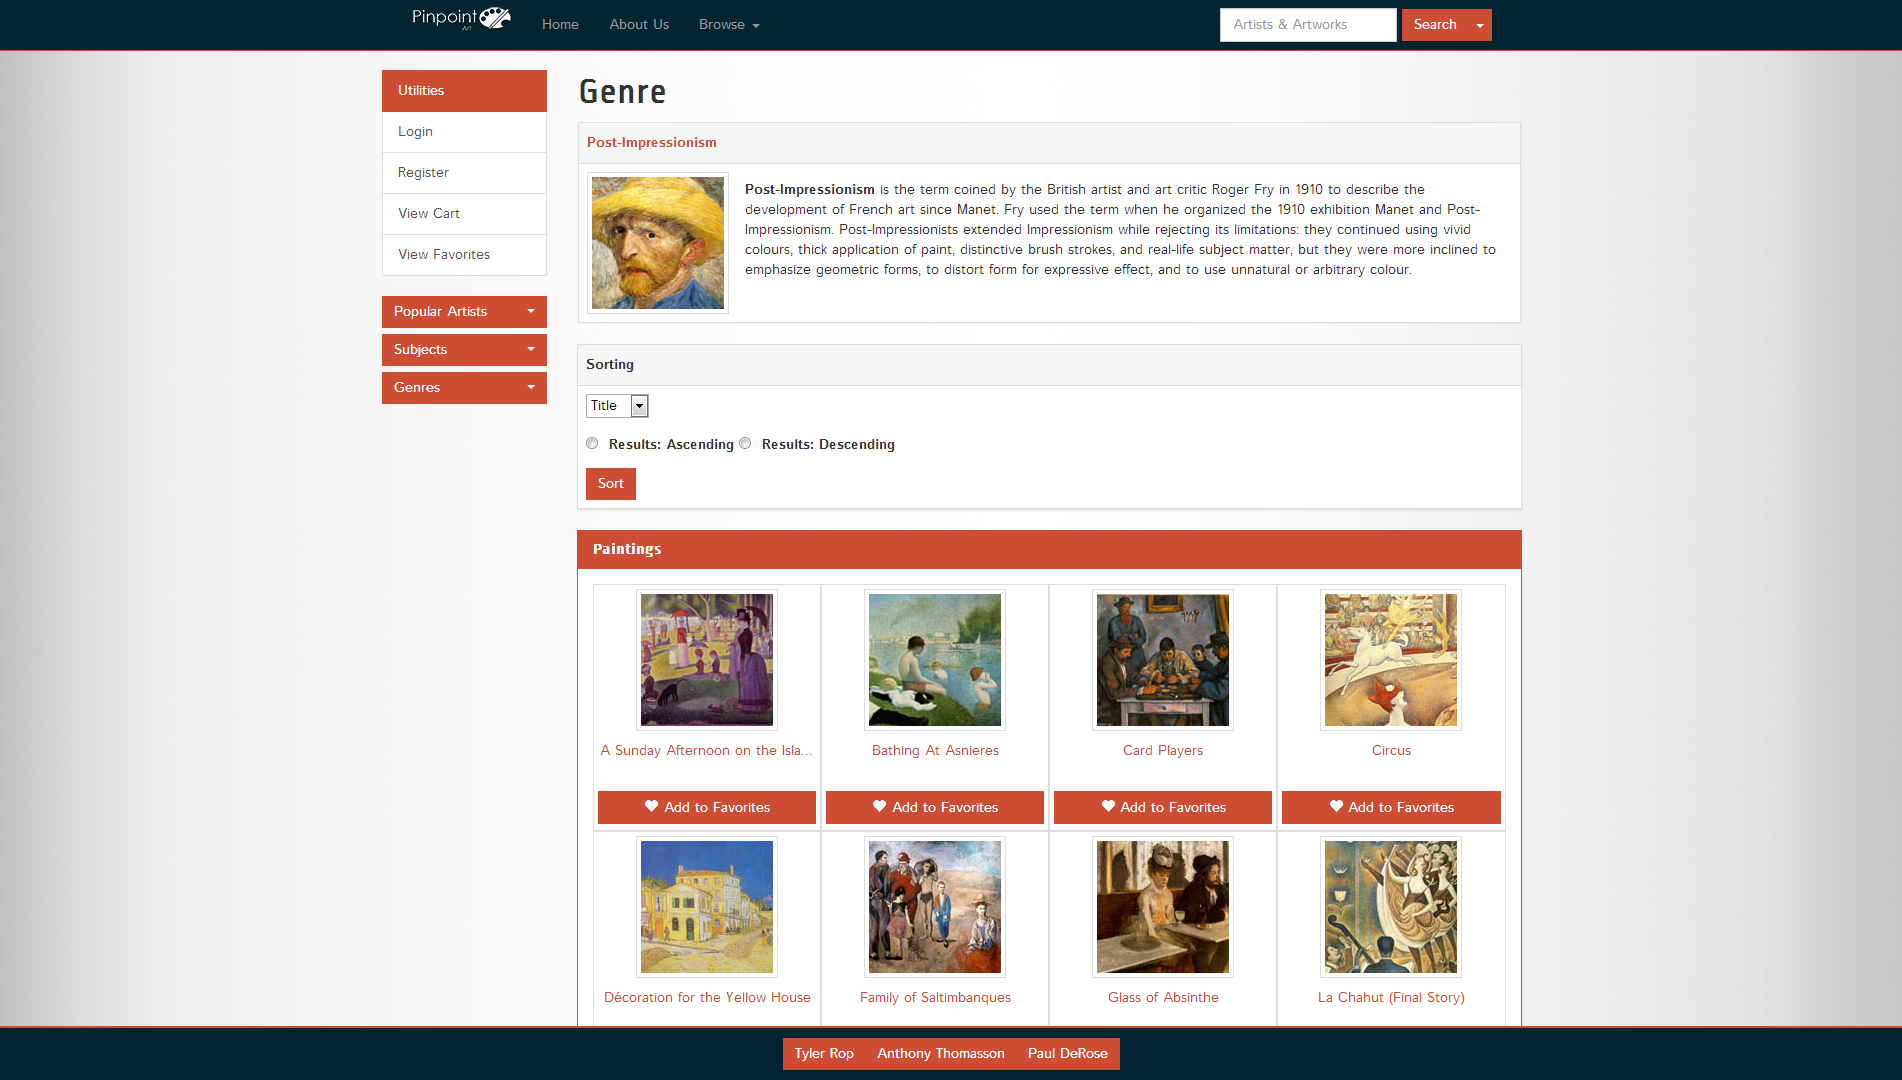 Pinpoint
Art
Home
About Us
Browse
Artists & Artworks
Search
Utilities
Login
Register
View Cart
View Favorites
Popular Artists
Subjects
Genres
Genre
Post-Impressionism
Post-Impressionism is the term coined by the British artist and art critic Roger Fry in 1910 to describe the
development of French art since Manet. Fry used the term when he organized the 1910 exhibition Manet and Post-
Impressionism. Post-Impressionists extended Impressionism while rejecting its limitations: they continued using vivid
colours, thick application of paint, distinctive brush strokes, and real-life subject matter, but they were more inclined to
emphasize geometric forms, to distort form for expressive effect, and to use unnatural or arbitrary colour.
Sorting
Title
Results: Ascending
Results: Descending
Sort
Paintings
A Sunday Afternoon on the Isla...
Bathing At Asnieres
Card Players
Circus
Add to Favorites
Add to Favorites
Add to Favorites
Add to Favorites
Décoration for the Yellow House
Family of Saltimbanques
Glass of Absinthe
La Chahut (Final Story)
Tyler Rop
Anthony Thomasson
Paul DeRose